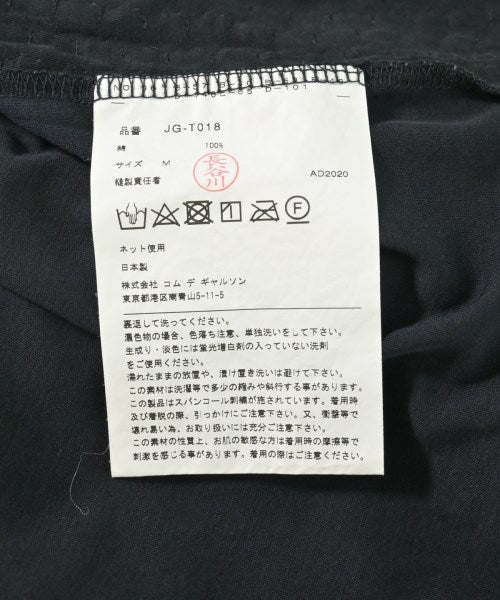 品番 JG-T018
綿 100%
サイズ M
縫製責任者 長谷川 AD2020
F
ネット使用
日本製
株式会社 コム デ ギャルソン
東京都港区南青山5-11-5
裏返して洗ってください。
濃色物の場合、色落ち注意、単独洗いをして下さい。
生成り・淡色には蛍光増白剤の入っていない洗剤
をご使用ください。
濡れたままの放置や、漬け置き洗いは避けて下さい。
この素材は洗濯等で多少の縮みや斜行する事があります。
この製品はスパンコール刺繍が施されています。着用時
及び着脱の際、引っかけにご注意下さい。又、衝撃等で
壊れ易い為、お取り扱いには充分ご注意下さい。
この素材の性質上、お肌の敏感な方は着用時の摩擦等で
刺激を感じる事があります。着用の際はご注意下さい。